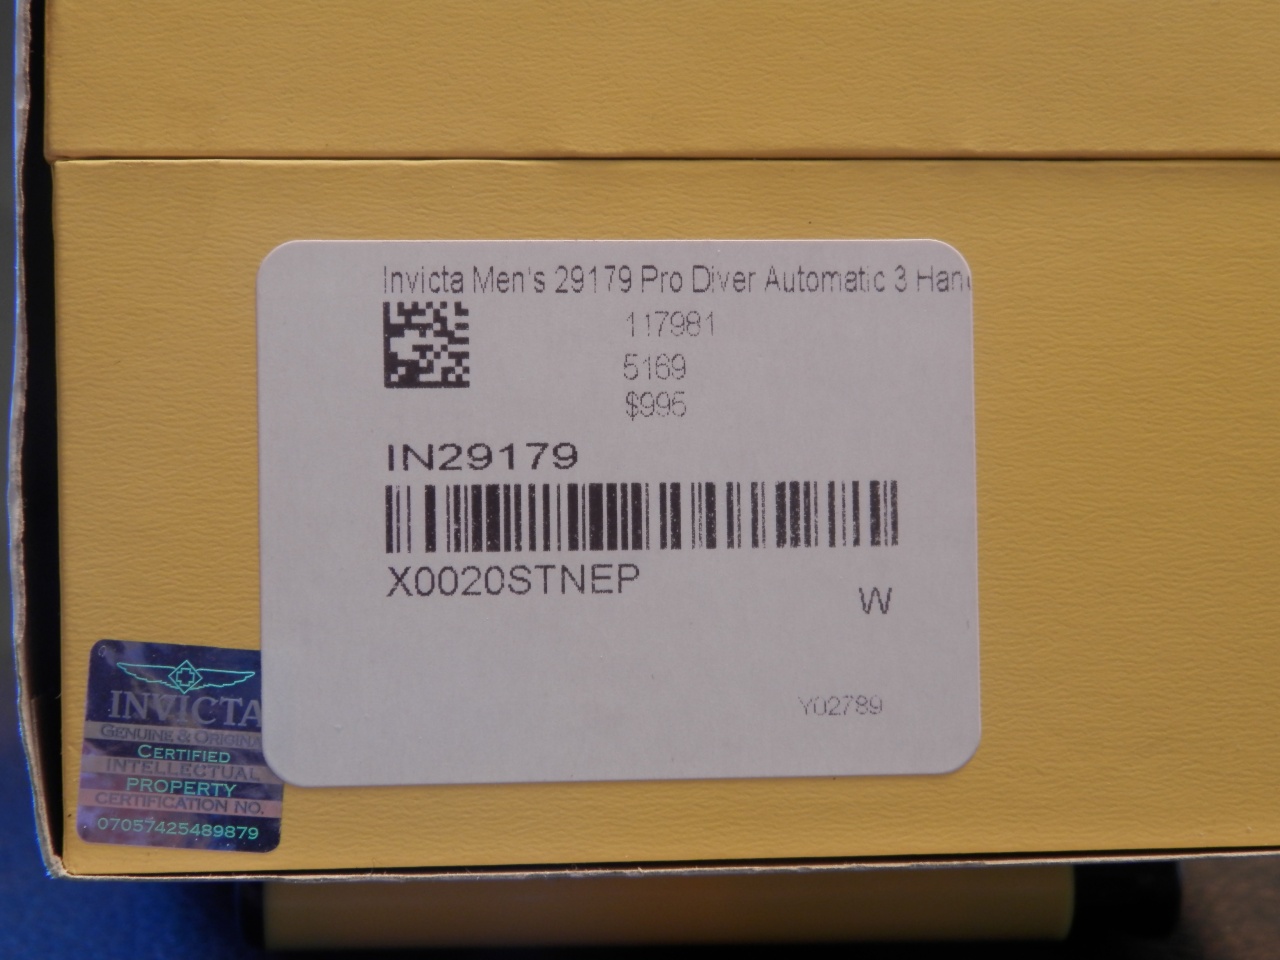 Invicta Men's 29179 Pro Diver Automatic 3 Han
117981
5169
$995
IN29179
X0020STNEP
W
Y02789
INVICTA
GENUINE & ORIGINA
CERTIFIED
INTELLECTUAL
PROPERTY
CERTIFICATION NO.
07057425489879